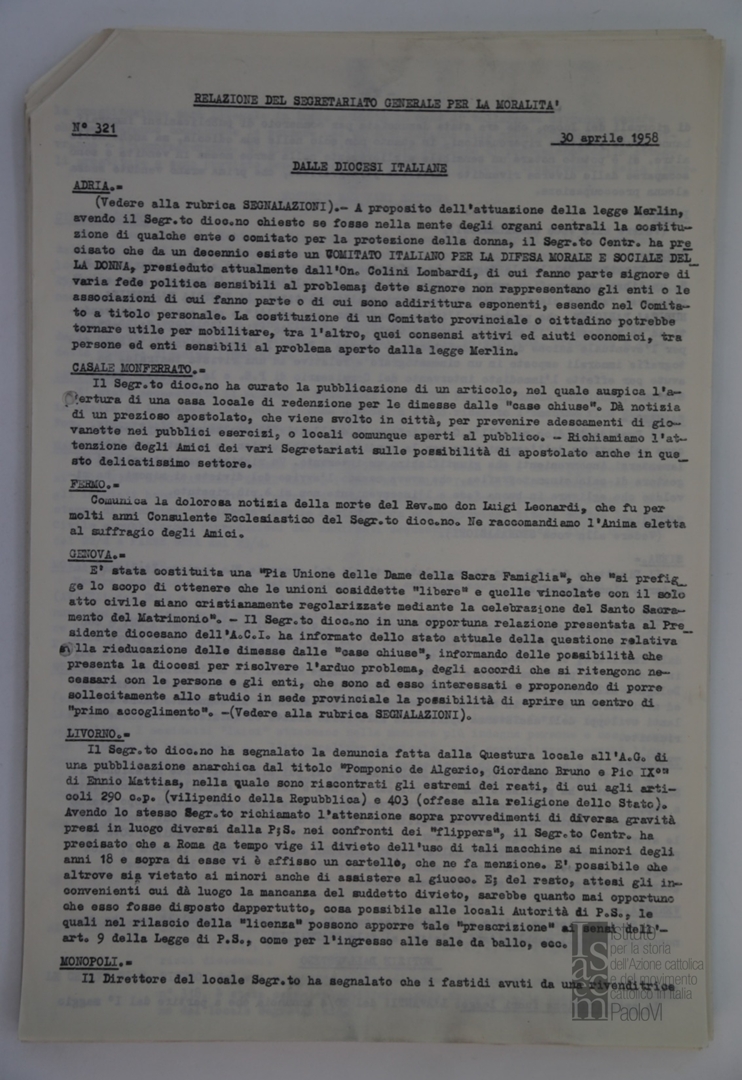 RELAZIONE DEL SEGRETARIATO GENERALE PER LA MORALITA'
N° 321
30 aprile 1958
DALLE DIOCESI ITALIANE
ADRIA.=
(Vedere alla rubrica SEGNALAZIONI).- A proposito dell'attuazione della legge Merlin,
avendo il Segr.to dioc.no chiesto se fosse nella mente degli organi centrali la costitu-
zione di qualche ente o comitato per la protezione della donna, il Segr.to Centr. ha pre_
cisato che da un decennio esiste un COMITATO ITALIANO PER LA DIFESA MORALE E SOCIALE DEL_
LA DONNA, presieduto attualmente dall'On. Colini Lombardi, di cui fanno parte signore di
varia fede politica sensibili al problema; dette signore non rappresentano gli enti o le
associazioni di cui fanno parte o di cui sono addirittura esponenti, essendo nel Comita-
to a titolo personale. La costituzione di un Comitato provinciale o cittadino potrebbe
tornare utile per mobilitare, tra l'altro, quei consensi attivi ed aiuti economici, tra
persone ed enti sensibili al problema aperto dalla legge Merlin.
CASALE MONFERRATO.=
Il Segr.to dioc.no ha curato la pubblicazione di un articolo, nel quale auspica l'a-
pertura di una casa locale di redenzione per le dimesse dalle "case chiuse". Dà notizia
di un prezioso apostolato, che viene svolto in città, per prevenire adescamenti di gio-
vanette nei pubblici esercizi, o locali comunque aperti al pubblico. - Richiamiamo l'at-
tenzione degli Amici dei vari Segretariati sulle possibilità di apostolato anche in que_
sto delicatissimo settore.
FERMO.=
Comunica la dolorosa notizia della morte del Rev.mo don Luigi Leonardi, che fu per
molti anni Consulente Ecclesiastico del Segr.to dioc.no. Ne raccomandiamo l'Anima eletta
al suffragio degli Amici.
GENOVA.=
E' stata costituita una "Pia Unione delle Dame della Sacra Famiglia", che "si prefig_
ge lo scopo di ottenere che le unioni cosiddette "libere" e quelle vincolate con il solo
atto civile siano cristianamente regolarizzate mediante la celebrazione del Santo Sacra-
mento del Matrimonio". - Il Segr.to dioc.no in una opportuna relazione presentata al Pre_
sidente diocesano dell'A.C.I. ha informato dello stato attuale della questione relativa
alla rieducazione delle dimesse dalle "case chiuse", informando delle possibilità che
presenta la diocesi per risolvere l'arduo problema, degli accordi che si ritengono ne-
cessari con le persone e gli enti, che sono ad esso interessati e proponendo di porre
sollecitamente allo studio in sede provinciale la possibilità di aprire un centro di
"primo accoglimento". -(Vedere alla rubrica SEGNALAZIONI).
LIVORNO.=
Il Segr.to dioc.no ha segnalato la denuncia fatta dalla Questura locale all'A.G. di
una pubblicazione anarchica dal titolo "Pomponio de Algerio, Giordano Bruno e Pio IX°"
di Ennio Mattias, nella quale sono riscontrati gli estremi dei reati, di cui agli arti-
coli 290 c.p. (vilipendio della Repubblica) e 403 (offese alla religione dello Stato).
Avendo lo stesso Segr.to richiamato l'attenzione sopra provvedimenti di diversa gravità
presi in luogo diversi dalla P;S. nei confronti dei "flippers", il Segr.to Centr. ha
precisato che a Roma da tempo vige il divieto dell'uso di tali macchine ai minori degli
anni 18 e sopra di esse vi è affisso un cartello, che ne fa menzione. E' possibile che
altrove sia vietato ai minori anche di assistere al giuoco. E; del resto, attesi gli in-
convenienti cui dà luogo la mancanza del suddetto divieto, sarebbe quanto mai opportuno
che esso fosse disposto dappertutto, cosa possibile alle locali Autorità di P.S., le
quali nel rilascio della "licenza" possono apporre tale "prescrizione" ai sensi dell'-
art. 9 della Legge di P.S., come per l'ingresso alle sale da ballo, ecc.
MONOPOLI.=
Il Direttore del locale Segr.to ha segnalato che i fastidi avuti da una rivenditrice
Istituto
per la storia
dell'Azione cattolica
e del movimento
cattolico in Italia
PaoloVI